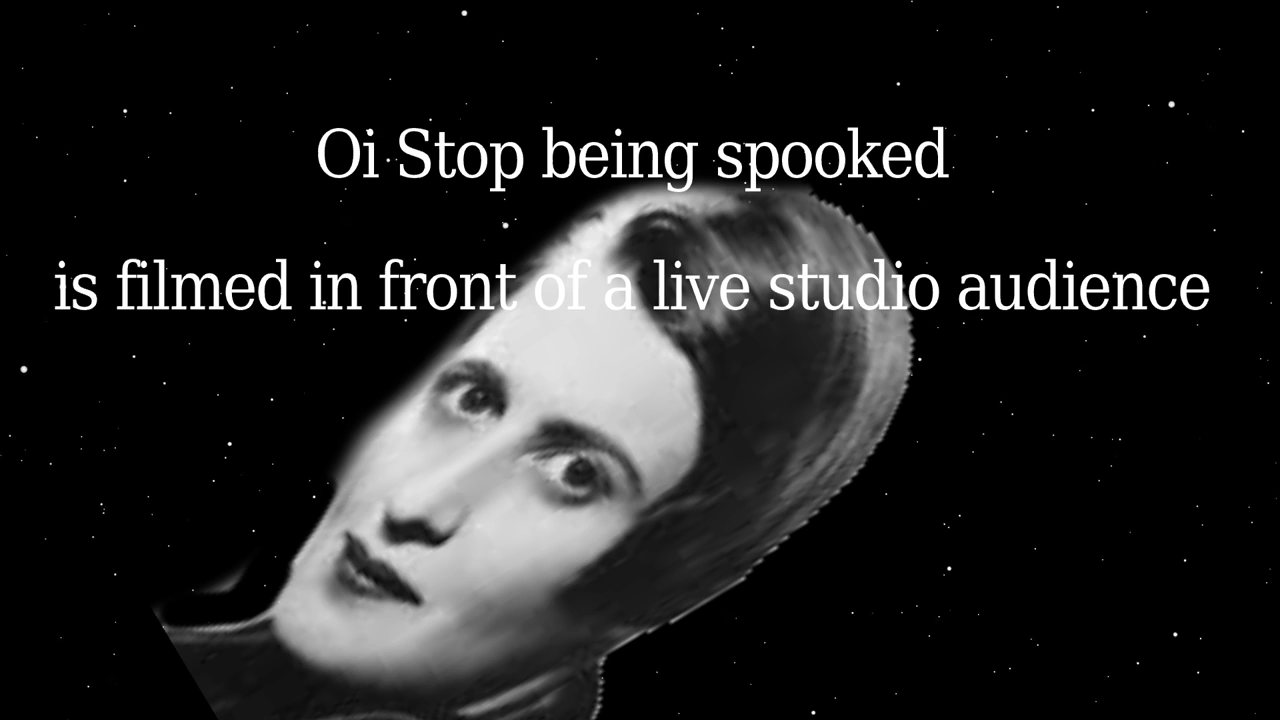 Oi Stop being spooked
is filmed in front of a live studio audience